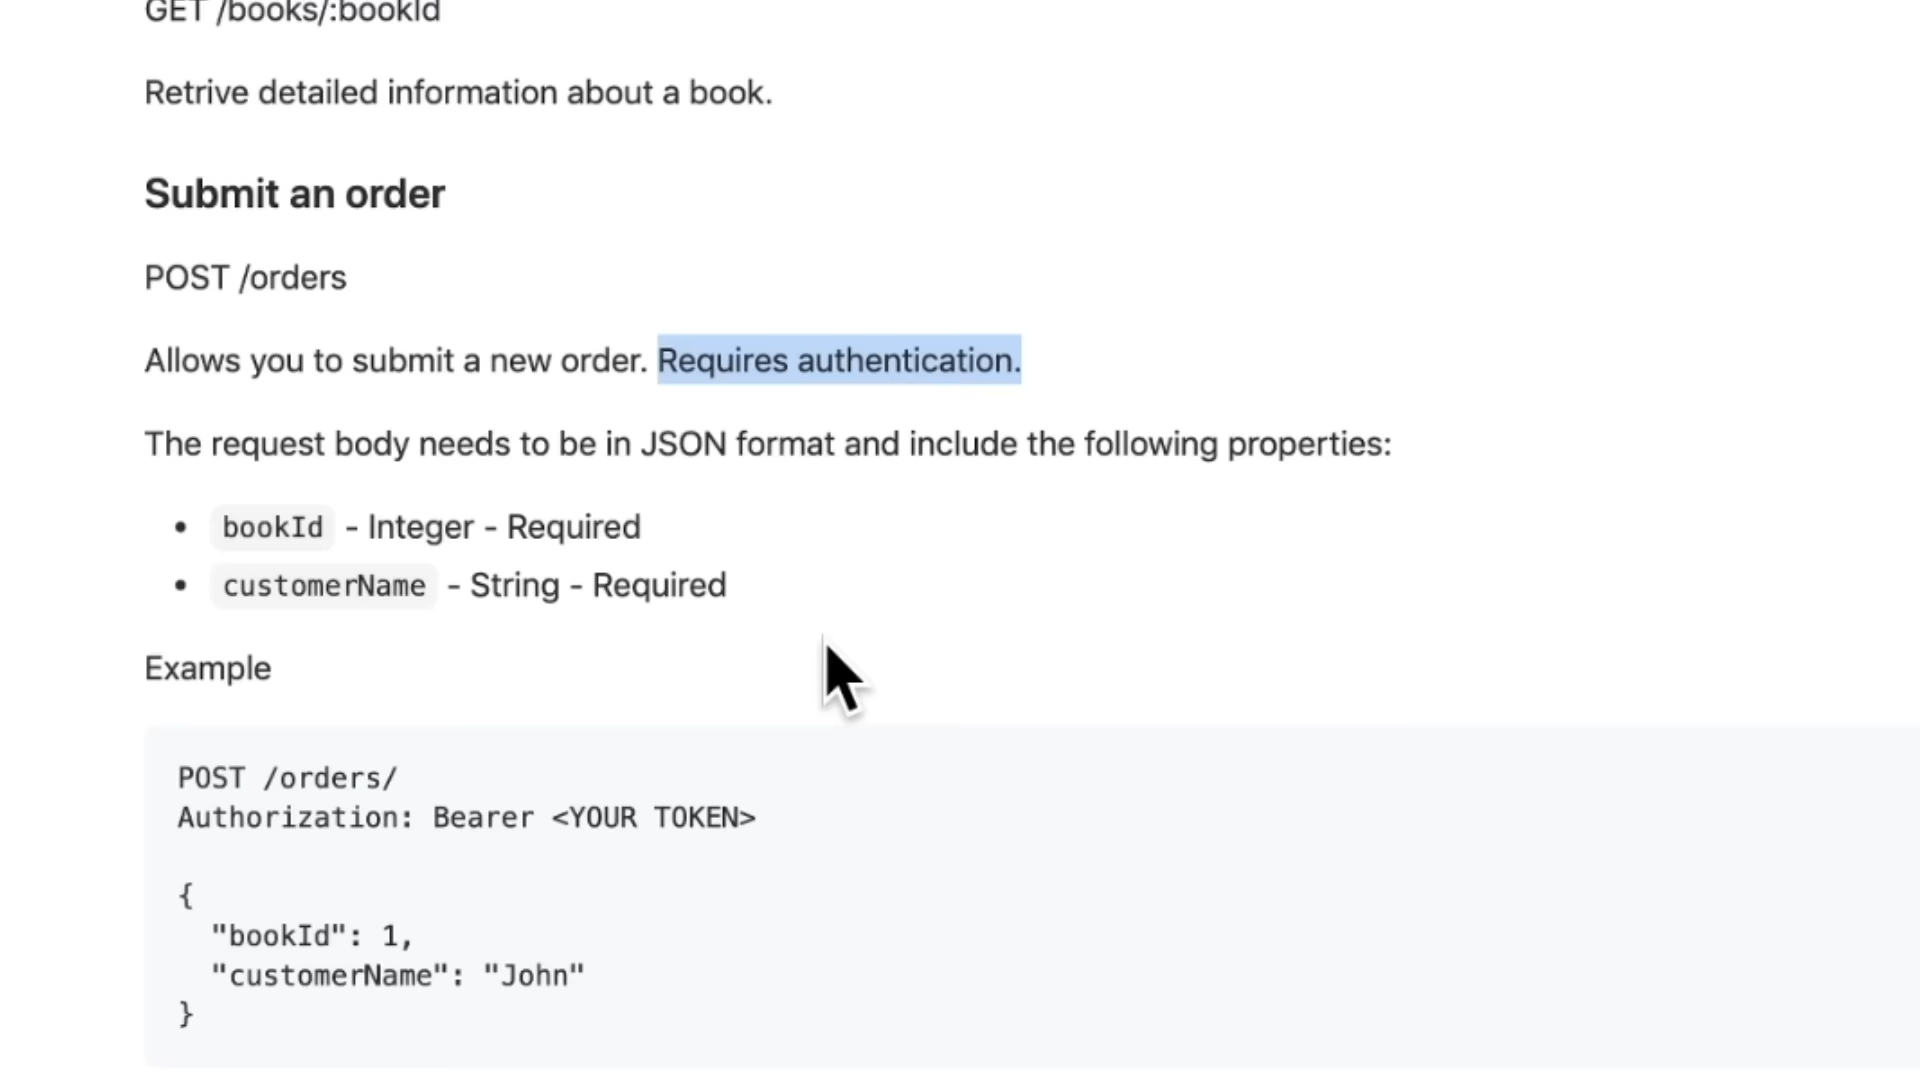 GET /books/:bookId
Retrive detailed information about a book.
Submit an order
POST /orders
Allows you to submit a new order. Requires authentication.
The request body needs to be in JSON format and include the following properties:
• bookId - Integer - Required
• customerName - String - Required
Example
POST /orders/
Authorization: Bearer <YOUR TOKEN>
{
  "bookId": 1,
  "customerName": "John"
}